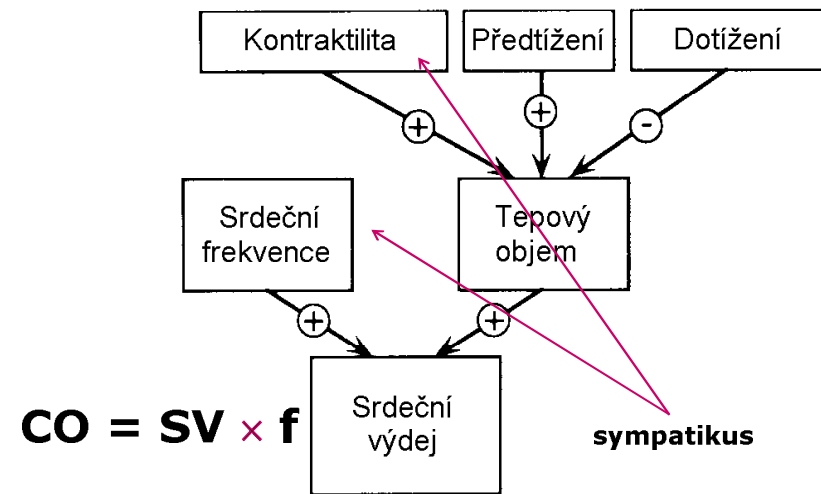 Kontraktilita
Předtížení
Dotížení
+
+
-
Srdeční
frekvence
Tepový
objem
+
+
CO = SV × f
Srdeční
výdej
sympatikus